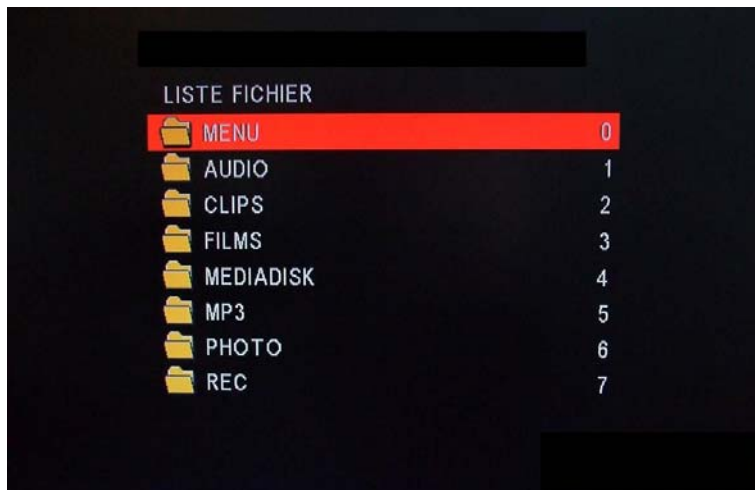 LISTE FICHIER
MENU 0
AUDIO 1
CLIPS 2
FILMS 3
MEDIADISK 4
MP3 5
PHOTO 6
REC 7